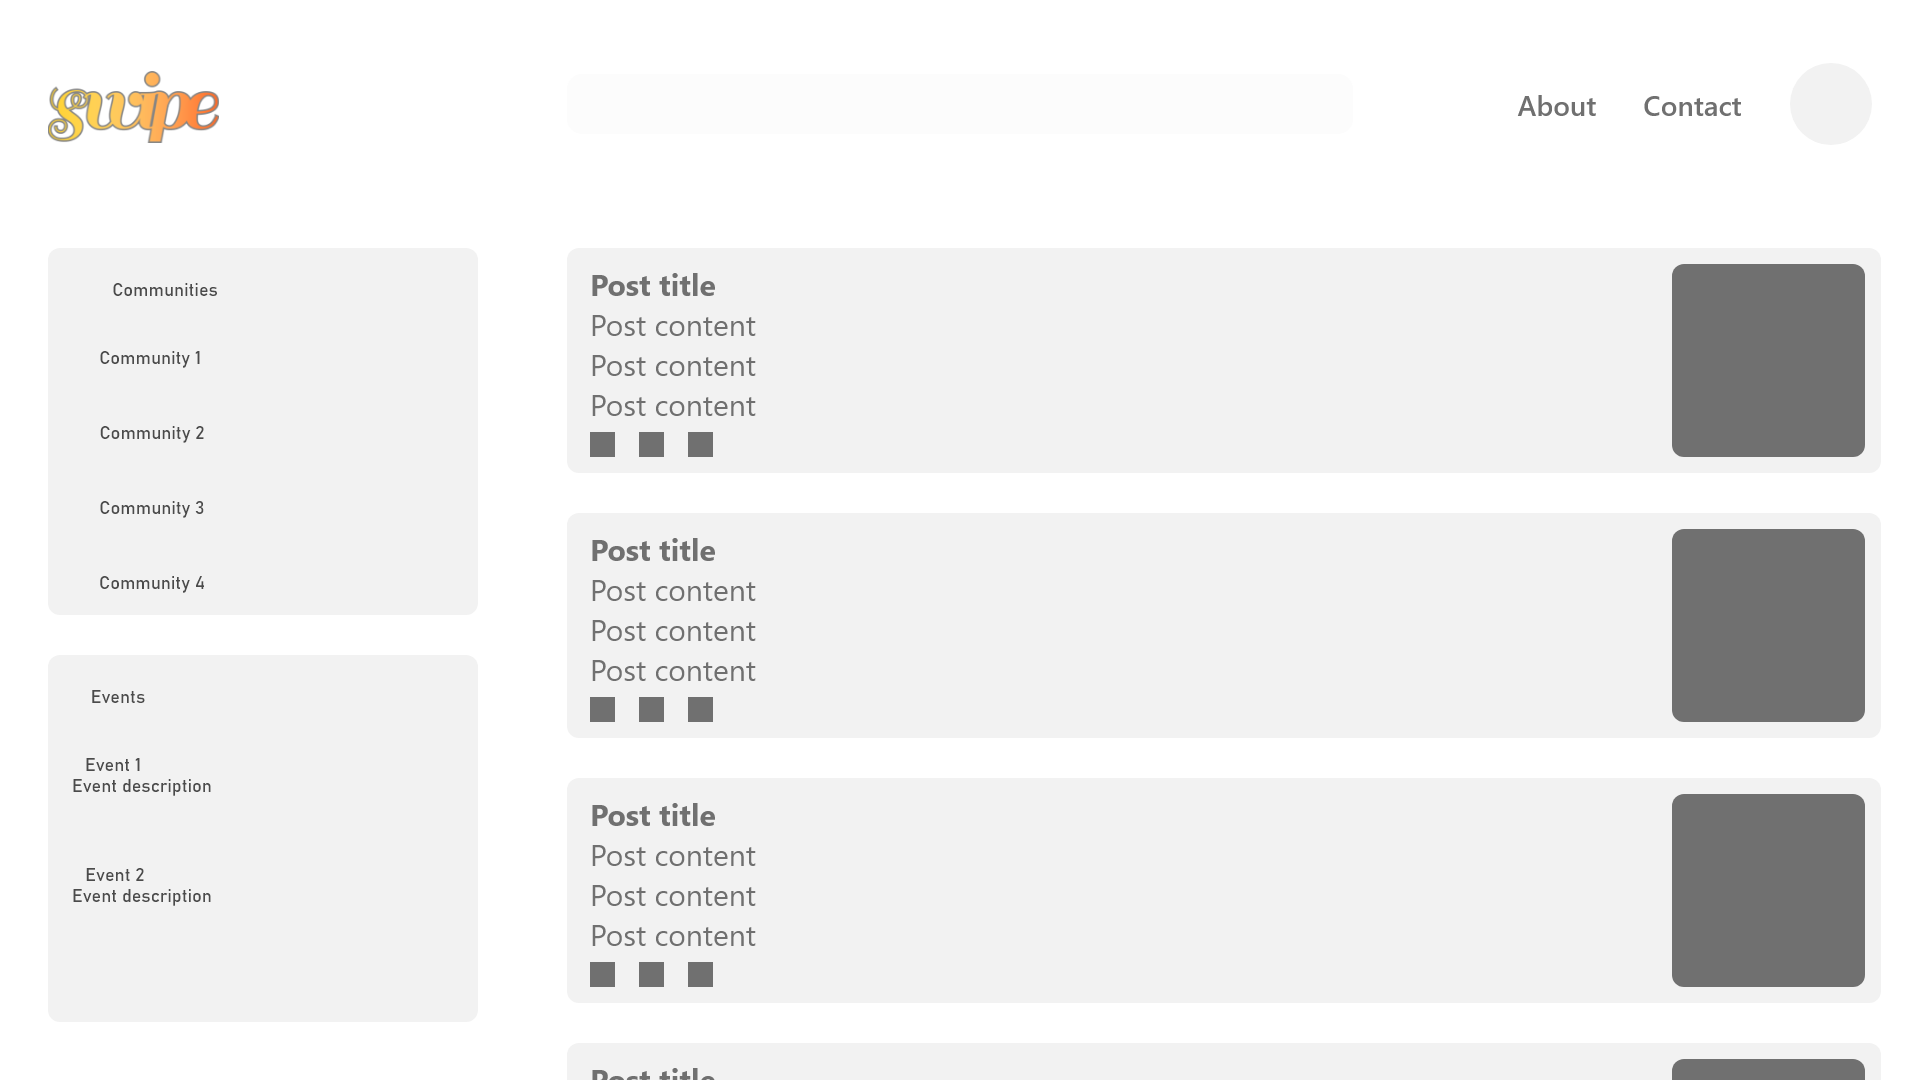 swipe
About
Contact
Communities
Community 1
Community 2
Community 3
Community 4
Events
Event 1
Event description
Event 2
Event description
Post title
Post content
Post content
Post content
Post title
Post content
Post content
Post content
Post title
Post content
Post content
Post content
Post title